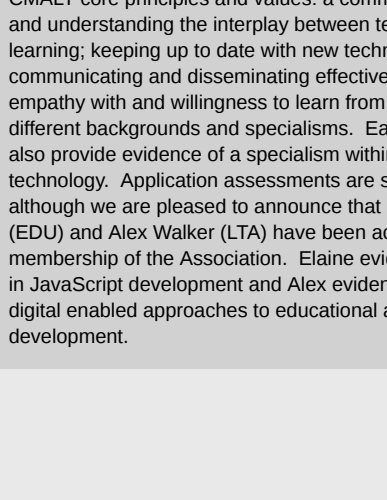 CMALT core principles and values: a comm
and understanding the interplay between te
learning; keeping up to date with new techn
communicating and disseminating effective
empathy with and willingness to learn from
different backgrounds and specialisms.  Ea
also provide evidence of a specialism within
technology.  Application assessments are s
although we are pleased to announce that
(EDU) and Alex Walker (LTA) have been ac
membership of the Association.  Elaine evid
in JavaScript development and Alex eviden
digital enabled approaches to educational a
development.